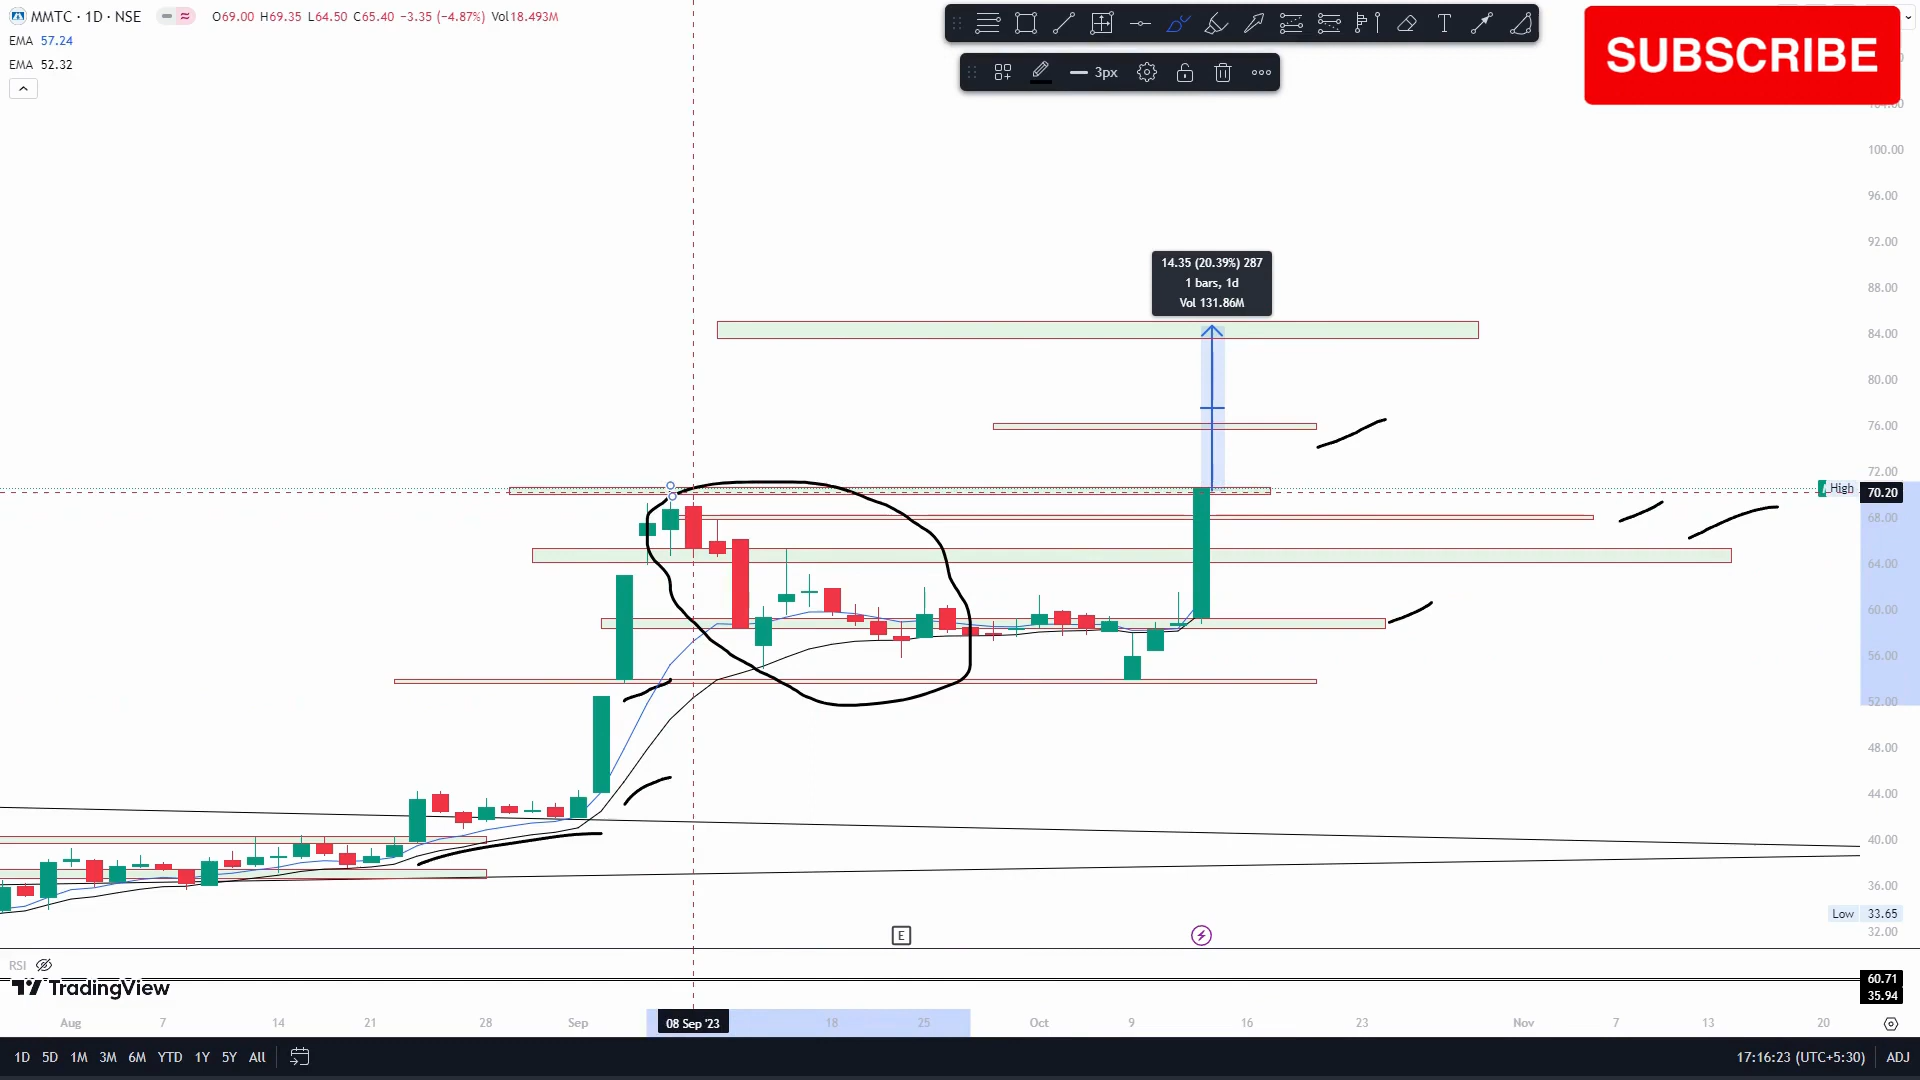 MMTC · 1D · NSE O69.00 H69.35 L64.50 C65.40 −3.35 (−4.87%) Vol18.493M
EMA 57.24
EMA 52.32
3px
SUBSCRIBE
100.00
96.00
92.00
88.00
84.00
80.00
76.00
72.00
High 70.20
68.00
64.00
60.00
56.00
52.00
48.00
44.00
40.00
36.00
Low 33.65
32.00
14.35 (20.39%) 287
1 bars, 1d
Vol 131.86M
E
RSI
60.71
35.94
TradingView
Aug 7 14 21 28 Sep 08 Sep '23 18 25 Oct 9 16 23 Nov 7 13 20
1D 5D 1M 3M 6M YTD 1Y 5Y All 17:16:23 (UTC+5:30) ADJ